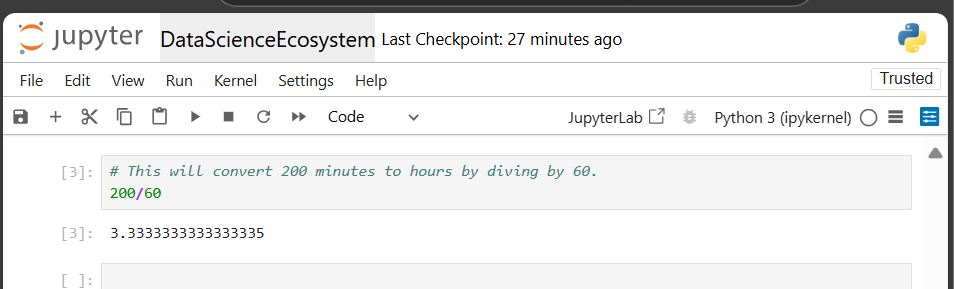 jupyter DataScienceEcosystem Last Checkpoint: 27 minutes ago
File Edit View Run Kernel Settings Help Trusted
Code JupyterLab Python 3 (ipykernel)
[3]: # This will convert 200 minutes to hours by diving by 60.
200/60
[3]: 3.3333333333333335
[ ]: